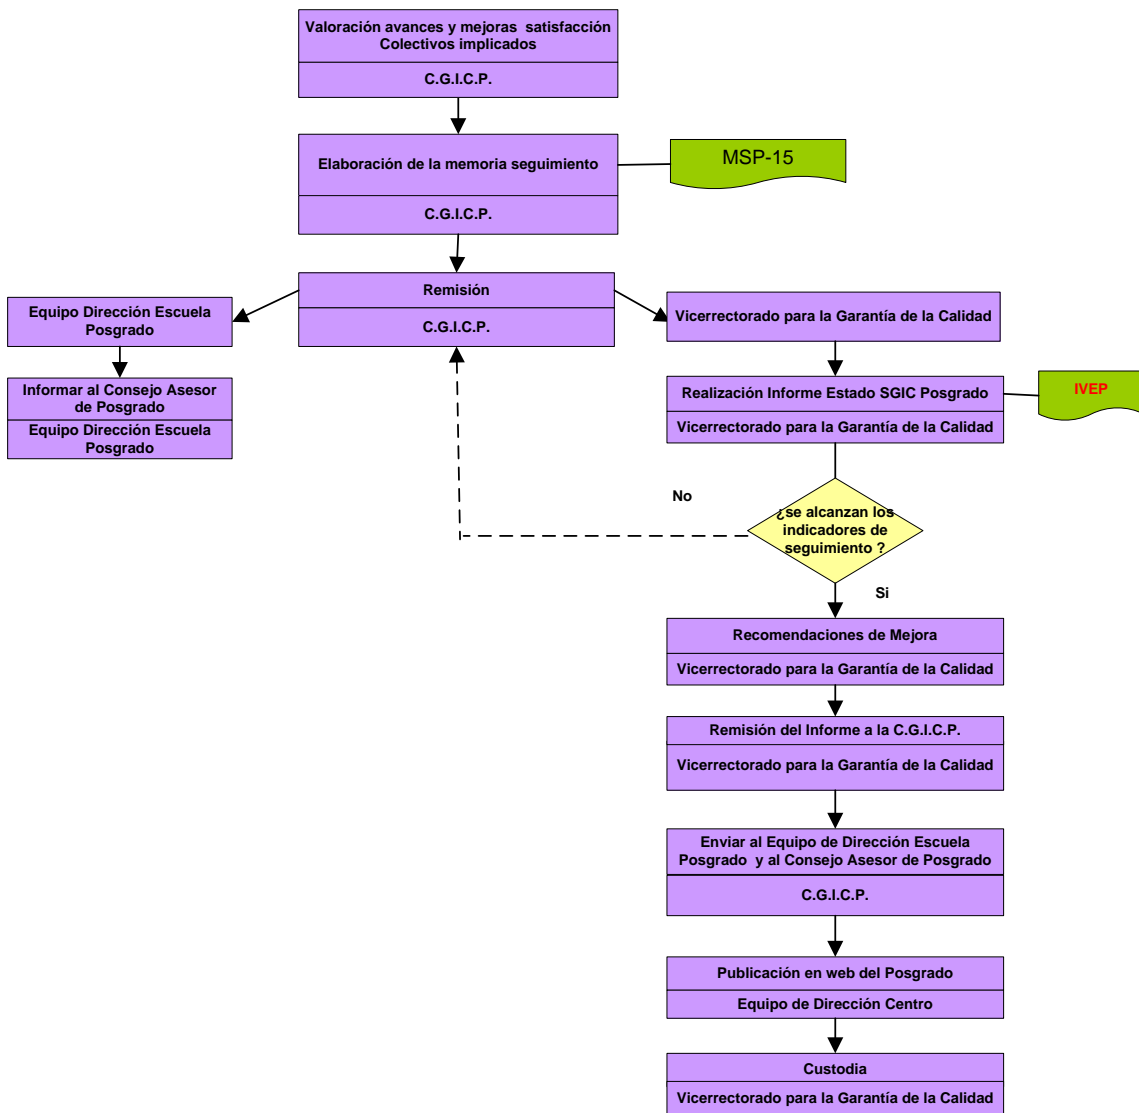 Valoración avances y mejoras satisfacción
Colectivos implicados
C.G.I.C.P.
Elaboración de la memoria seguimiento
C.G.I.C.P.
MSP-15
Remisión
C.G.I.C.P.
Equipo Dirección Escuela
Posgrado
Informar al Consejo Asesor
de Posgrado
Equipo Dirección Escuela
Posgrado
Vicerrectorado para la Garantía de la Calidad
Realización Informe Estado SGIC Posgrado
Vicerrectorado para la Garantía de la Calidad
IVEP
No
¿se alcanzan los
indicadores de
seguimiento ?
Si
Recomendaciones de Mejora
Vicerrectorado para la Garantía de la Calidad
Remisión del Informe a la C.G.I.C.P.
Vicerrectorado para la Garantía de la Calidad
Enviar al Equipo de Dirección Escuela
Posgrado y al Consejo Asesor de Posgrado
C.G.I.C.P.
Publicación en web del Posgrado
Equipo de Dirección Centro
Custodia
Vicerrectorado para la Garantía de la Calidad